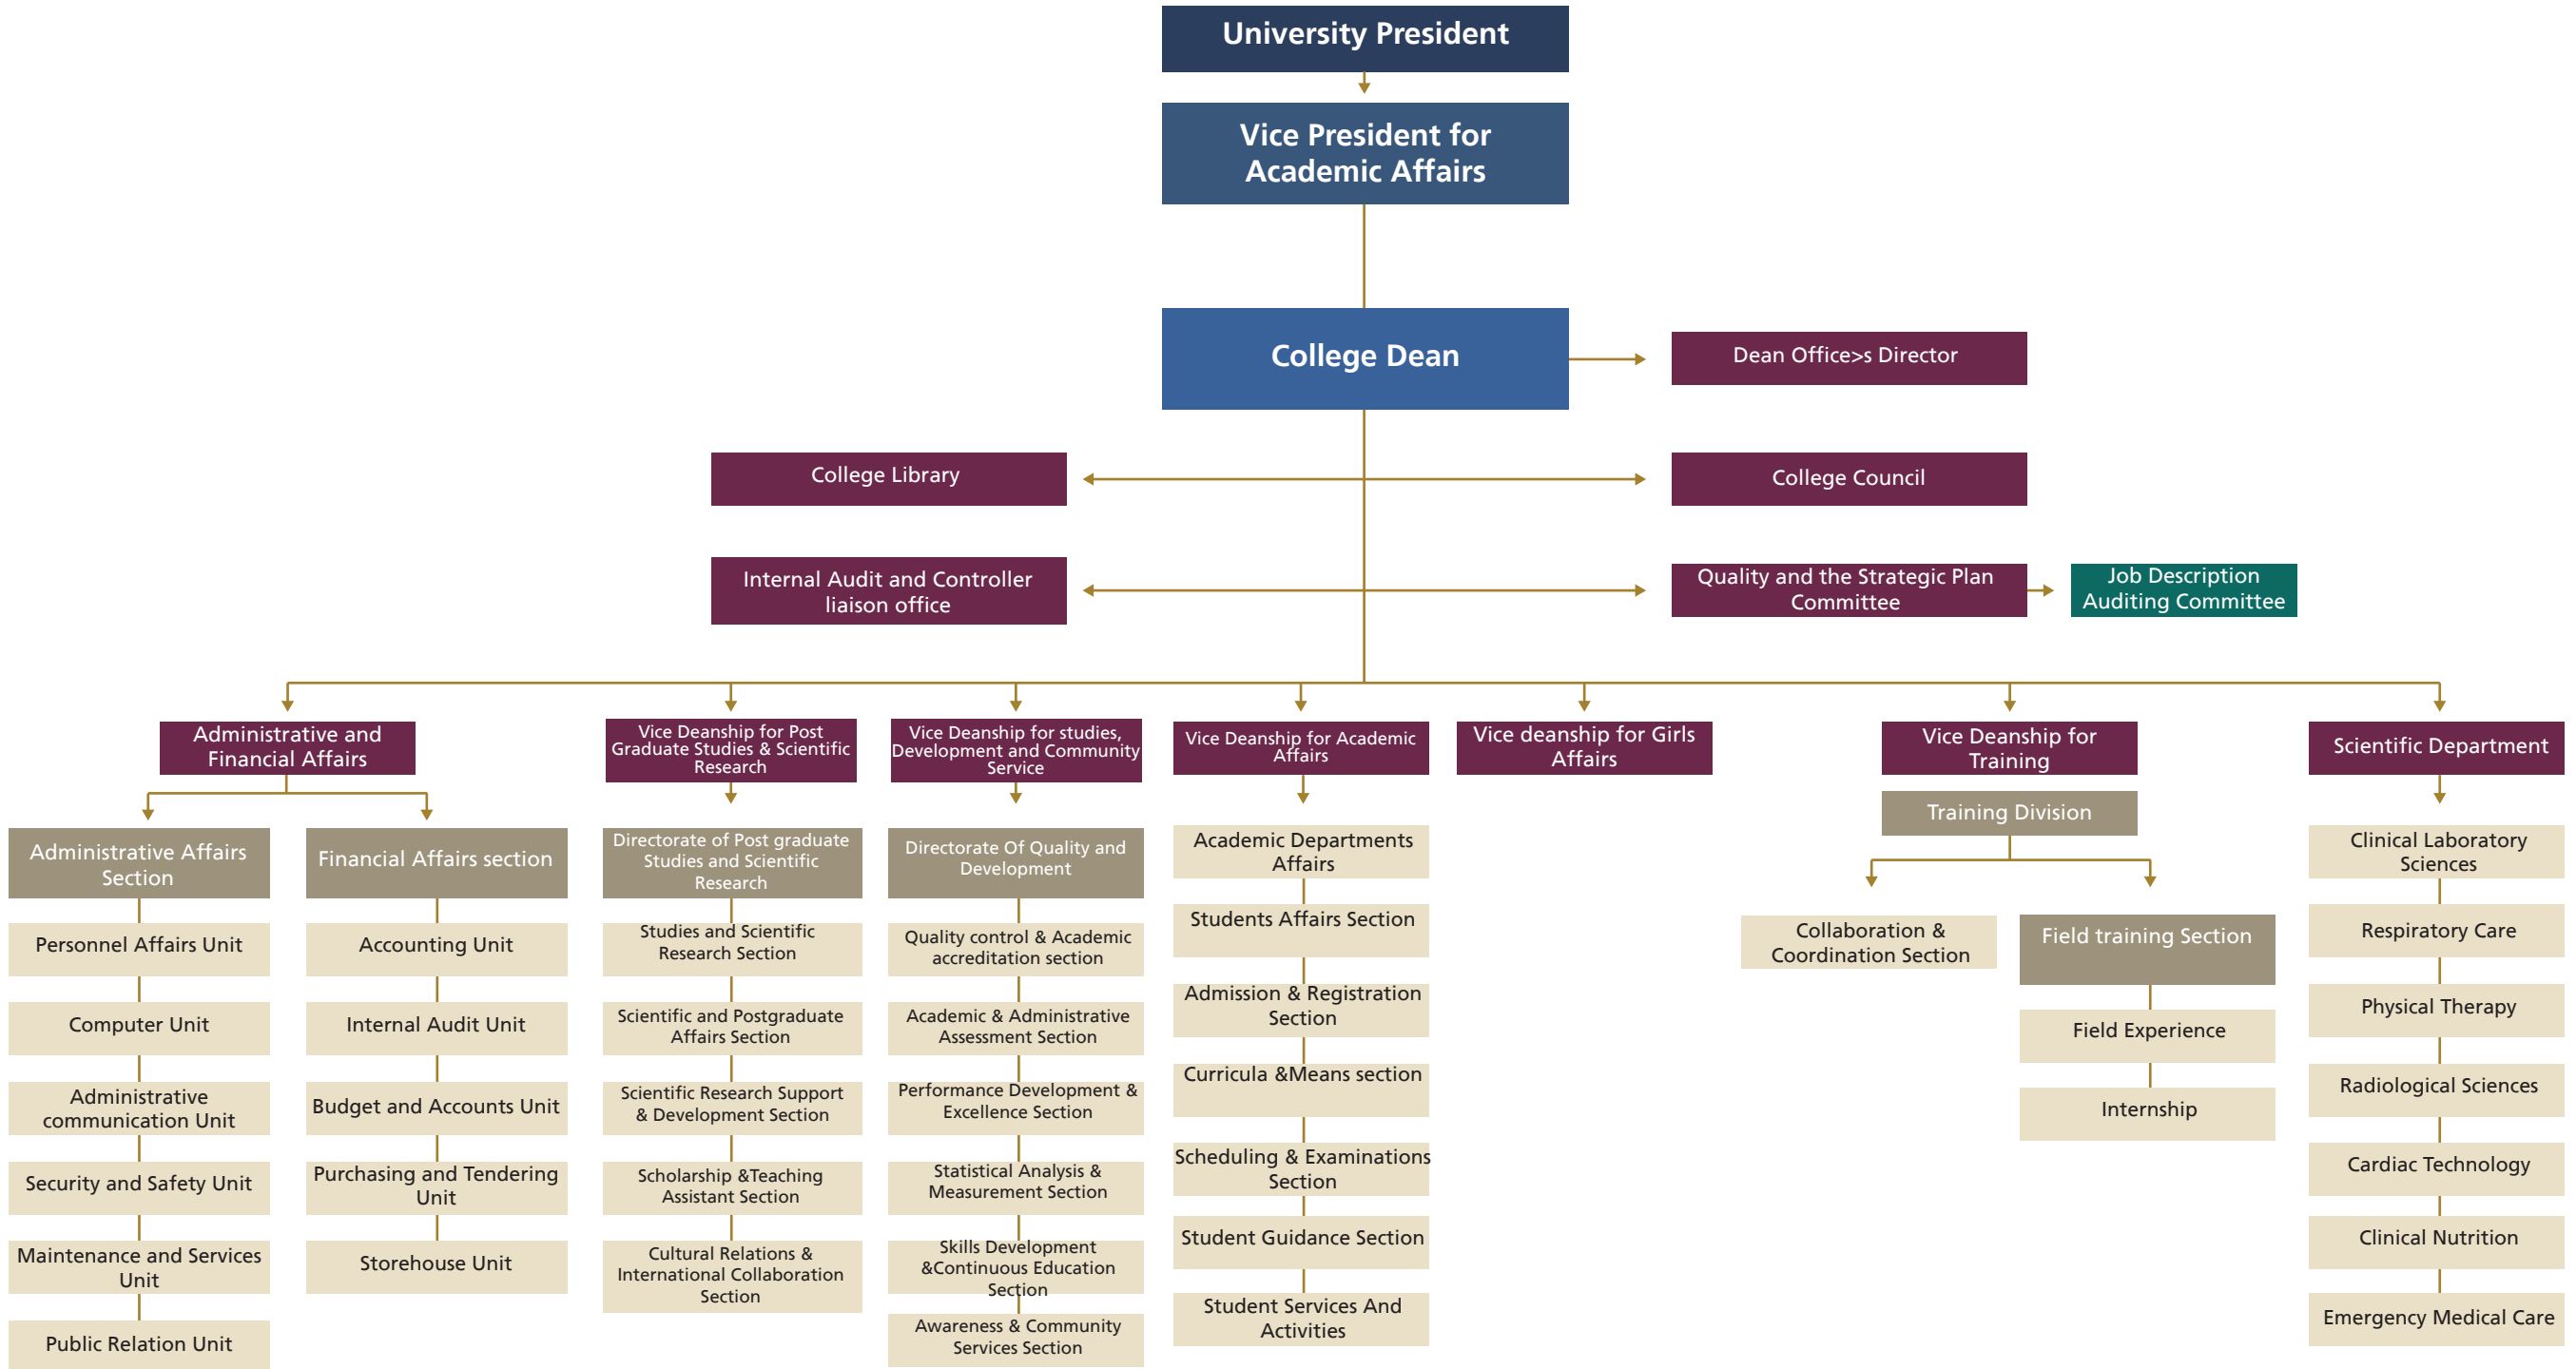 University President
Vice President for
Academic Affairs
College Dean
Dean Office>s Director
College Library
College Council
Internal Audit and Controller
liaison office
Quality and the Strategic Plan
Committee
Job Description
Auditing Committee
Administrative and
Financial Affairs
Vice Deanship for Post
Graduate Studies & Scientific
Research
Vice Deanship for studies,
Development and Community
Service
Vice Deanship for Academic
Affairs
Vice deanship for Girls
Affairs
Vice Deanship for
Training
Scientific Department
Administrative Affairs
Section
Personnel Affairs Unit
Computer Unit
Administrative
communication Unit
Security and Safety Unit
Maintenance and Services
Unit
Public Relation Unit
Financial Affairs section
Accounting Unit
Internal Audit Unit
Budget and Accounts Unit
Purchasing and Tendering
Unit
Storehouse Unit
Directorate of Post graduate
Studies and Scientific
Research
Studies and Scientific
Research Section
Scientific and Postgraduate
Affairs Section
Scientific Research Support
& Development Section
Scholarship &Teaching
Assistant Section
Cultural Relations &
International Collaboration
Section
Directorate Of Quality and
Development
Quality control & Academic
accreditation section
Academic & Administrative
Assessment Section
Performance Development &
Excellence Section
Statistical Analysis &
Measurement Section
Skills Development
&Continuous Education
Section
Awareness & Community
Services Section
Academic Departments
Affairs
Students Affairs Section
Admission & Registration
Section
Curricula &Means section
Scheduling & Examinations
Section
Student Guidance Section
Student Services And
Activities
Training Division
Collaboration &
Coordination Section
Field training Section
Field Experience
Internship
Clinical Laboratory
Sciences
Respiratory Care
Physical Therapy
Radiological Sciences
Cardiac Technology
Clinical Nutrition
Emergency Medical Care